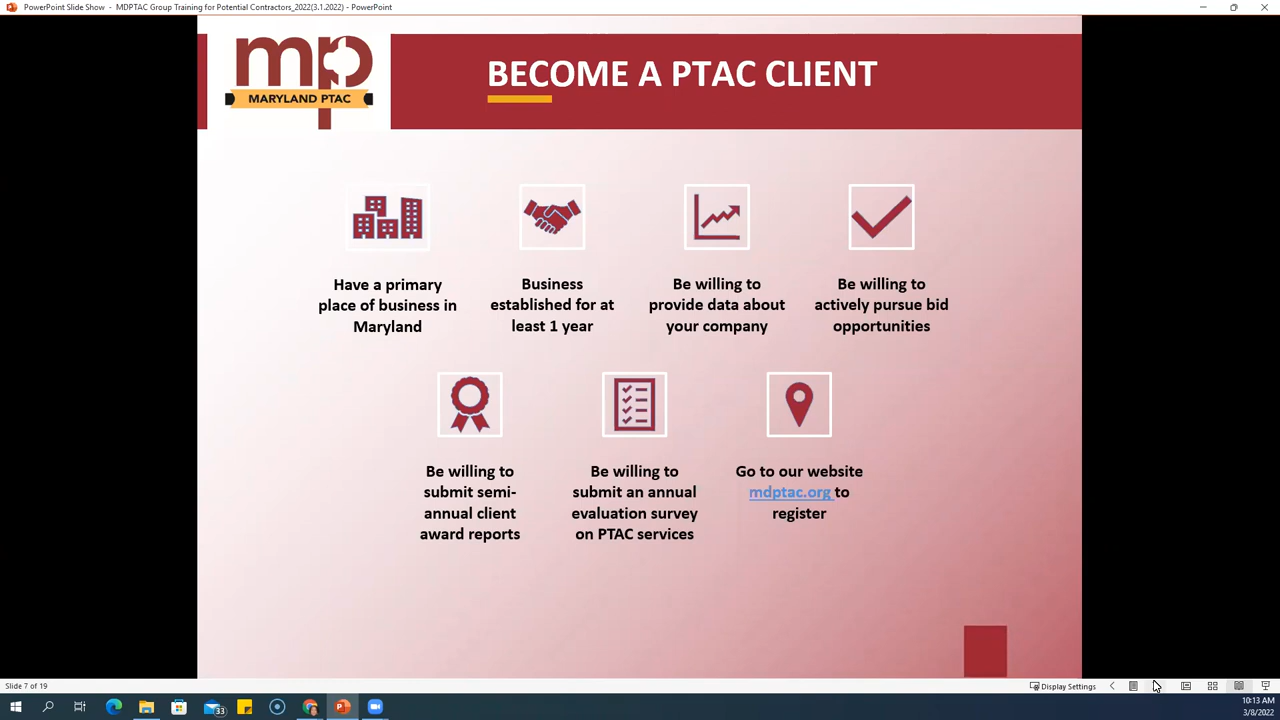 PowerPoint Slide Show - MDPTAC Group Training for Potential Contractors_2022(3.1.2022) - PowerPoint
mp
MARYLAND PTAC
BECOME A PTAC CLIENT
Have a primary
place of business in
Maryland
Business
established for at
least 1 year
Be willing to
provide data about
your company
Be willing to
actively pursue bid
opportunities
Be willing to
submit semi-
annual client
award reports
Be willing to
submit an annual
evaluation survey
on PTAC services
Go to our website
mdptac.org to
register
Slide 7 of 19
Display Settings
33
10:13 AM
3/8/2022